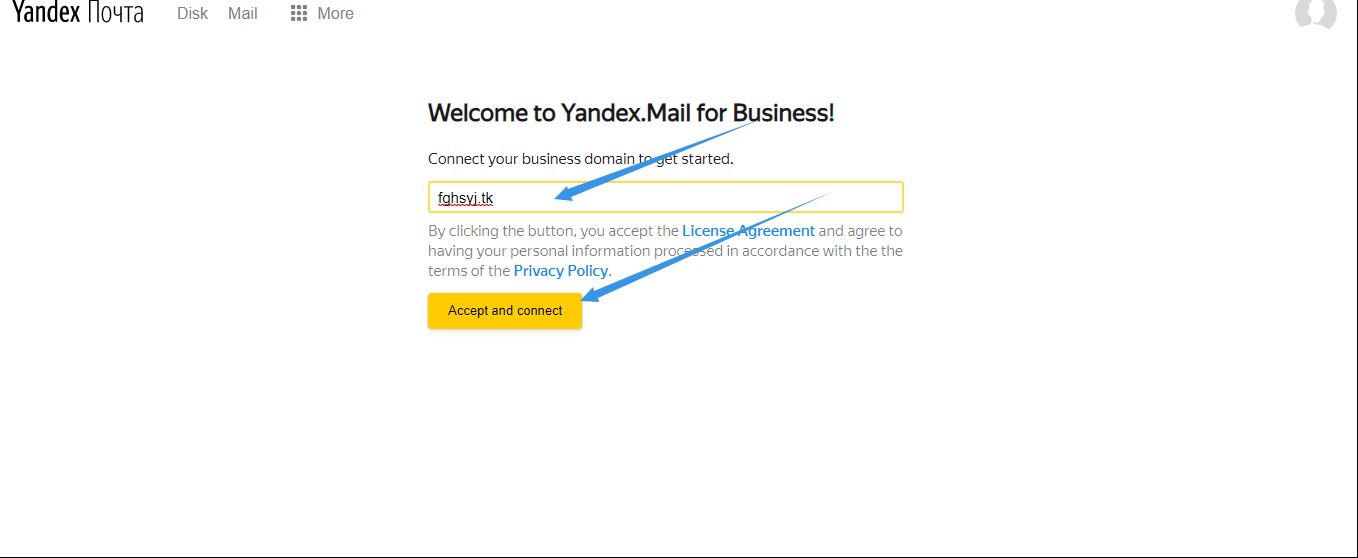 Yandex Почта Disk Mail More
Welcome to Yandex.Mail for Business!
Connect your business domain to get started.
fghsyj.tk
By clicking the button, you accept the License Agreement and agree to
having your personal information processed in accordance with the the
terms of the Privacy Policy.
Accept and connect